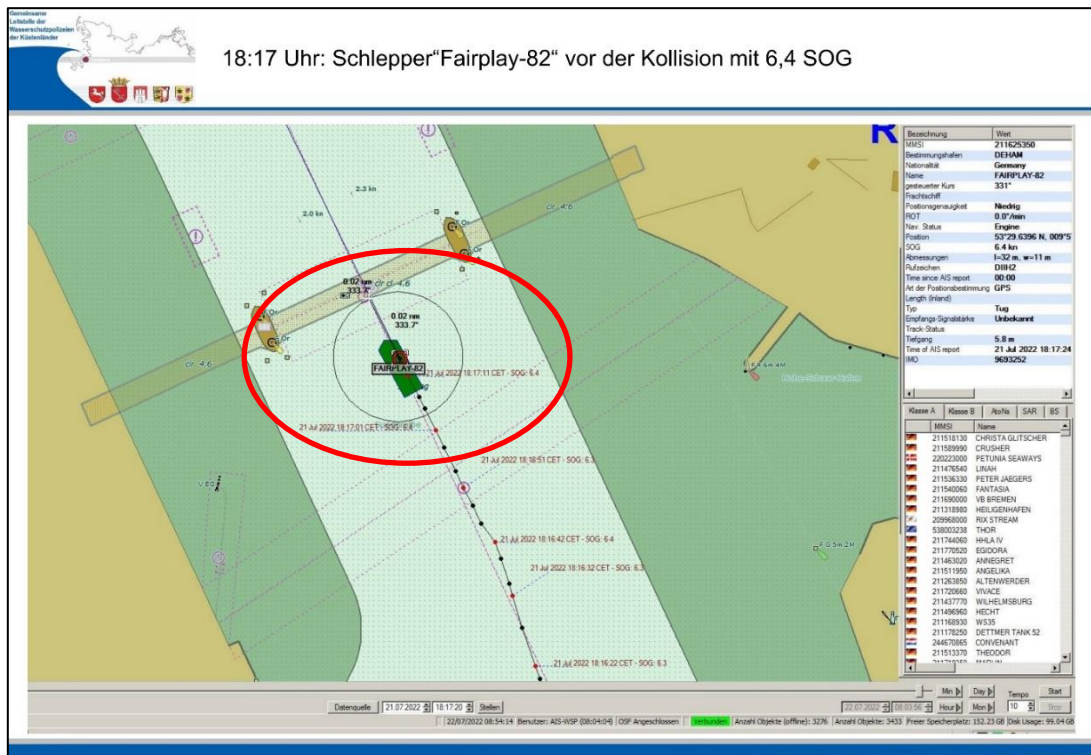 Gemeinsame
Leitstelle der
Wasserschutzpolizeien
der Küstenländer
18:17 Uhr: Schlepper“Fairplay-82“ vor der Kollision mit 6,4 SOG
R
2.3 kn
2.0 kn
clr 4.6
0.02 nm
333.7°
clr cl 4.6
0.02 nm
333.7°
clr 4.6
FAIRPLAY-82
21 Jul 2022 18:17:11 CET - SOG: 6.4
21 Jul 2022 18:17:01 CET - SOG: 6.4
21 Jul 2022 18:16:51 CET - SOG: 6.3
21 Jul 2022 18:16:42 CET - SOG: 6.4
21 Jul 2022 18:16:32 CET - SOG: 6.3
21 Jul 2022 18:16:22 CET - SOG: 6.3
F.G.5m 2M
Bezeichnung Wert
MMSI 211625350
Bestimmungshafen DEHAM
Nationalität Germany
Name FAIRPLAY-82
gesteuerter Kurs 331°
Frachtschiff
Positionsgenauigkeit Niedrig
ROT 0.0°/min
Nav. Status Engine
Position 53°29.6396 N, 009°5
SOG 6.4 kn
Abmessungen l=32 m, w=11 m
Rufzeichen DIIH2
Time since AIS report 00:00
Art der Positionsbestimmung GPS
Length (Inland)
Typ Tug
Empfangs-Signalstärke Unbekannt
Track-Status
Tiefgang 5.8 m
Time of AIS report 21 Jul 2022 18:17:24
IMO 9693252
Klasse A Klasse B AtoNs SAR BS
MMSI Name
211518130 CHRISTA GLITSCHER
211589990 CRUSHER
220223000 PETUNIA SEAWAYS
211476540 LINAH
211536330 PETER JAEGERS
211540060 FANTASIA
211690000 VB BREMEN
211318980 HEILIGENHAFEN
209968000 RIX STREAM
538003238 THOR
211744060 HHLA IV
211770520 EGIDORA
211463020 ANNEGRET
211511950 ANGELIKA
211263850 ALTENWERDER
211720660 VIVACE
211437770 WILHELMSBURG
211496960 HECHT
211168930 WS35
211178250 DETTMER TANK 52
244670865 CONVENANT
211513370 THEODOR
Min Day Tempo Start
Datenquelle 21.07.2022 18:17:20 Stellen
22.07.2022 08:03:56 Hour Mon 10 Stop
22/07/2022 08:54:14 Benutzer: AIS-WSP (08:04:04) OSF Angeschlossen Verbunden Anzahl Objekte (offline): 3276 Anzahl Objekte: 3433 Freier Speicherplatz: 152.23 GB Disk Usage: 99.04 GB